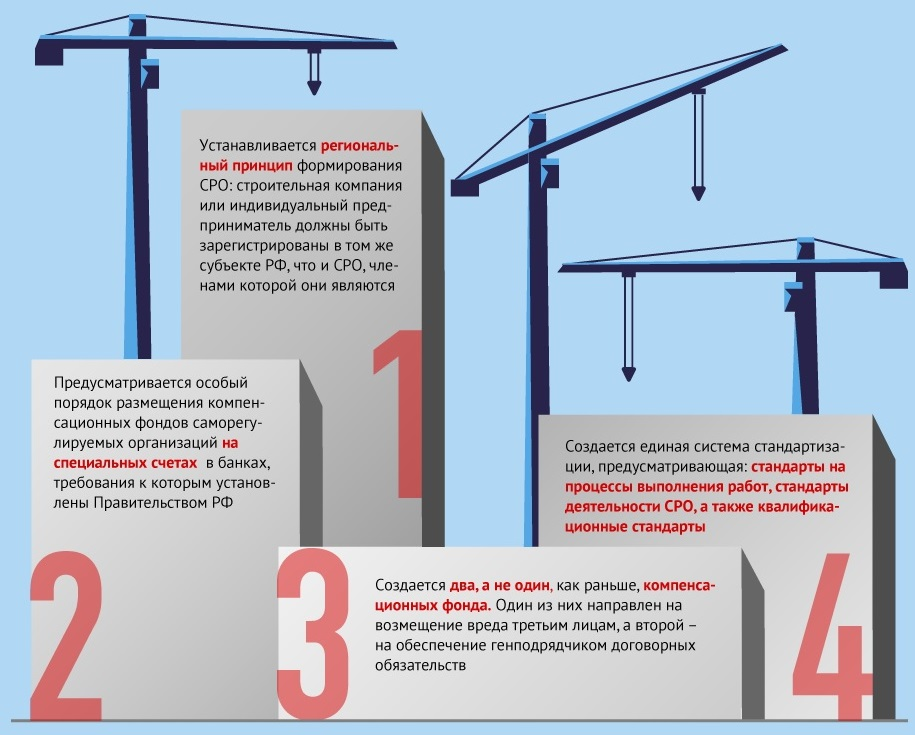 Устанавливается региональ-
ный принцип формирования
СРО: строительная компания
или индивидуальный пред-
приниматель должны быть
зарегистрированы в том же
субъекте РФ, что и СРО, чле-
нами которой они являются
1
Предусматривается особый
порядок размещения компен-
сационных фондов саморегу-
лируемых организаций на
специальных счетах в банках,
требования к которым установ-
лены Правительством РФ
2
Создается два, а не один, как раньше, компенса-
ционных фонда. Один из них направлен на
возмещение вреда третьим лицам, а второй –
на обеспечение генподрядчиком договорных
обязательств
3
Создается единая система стандартиза-
ции, предусматривающая: стандарты на
процессы выполнения работ, стандарты
деятельности СРО, а также квалифика-
ционные стандарты
4